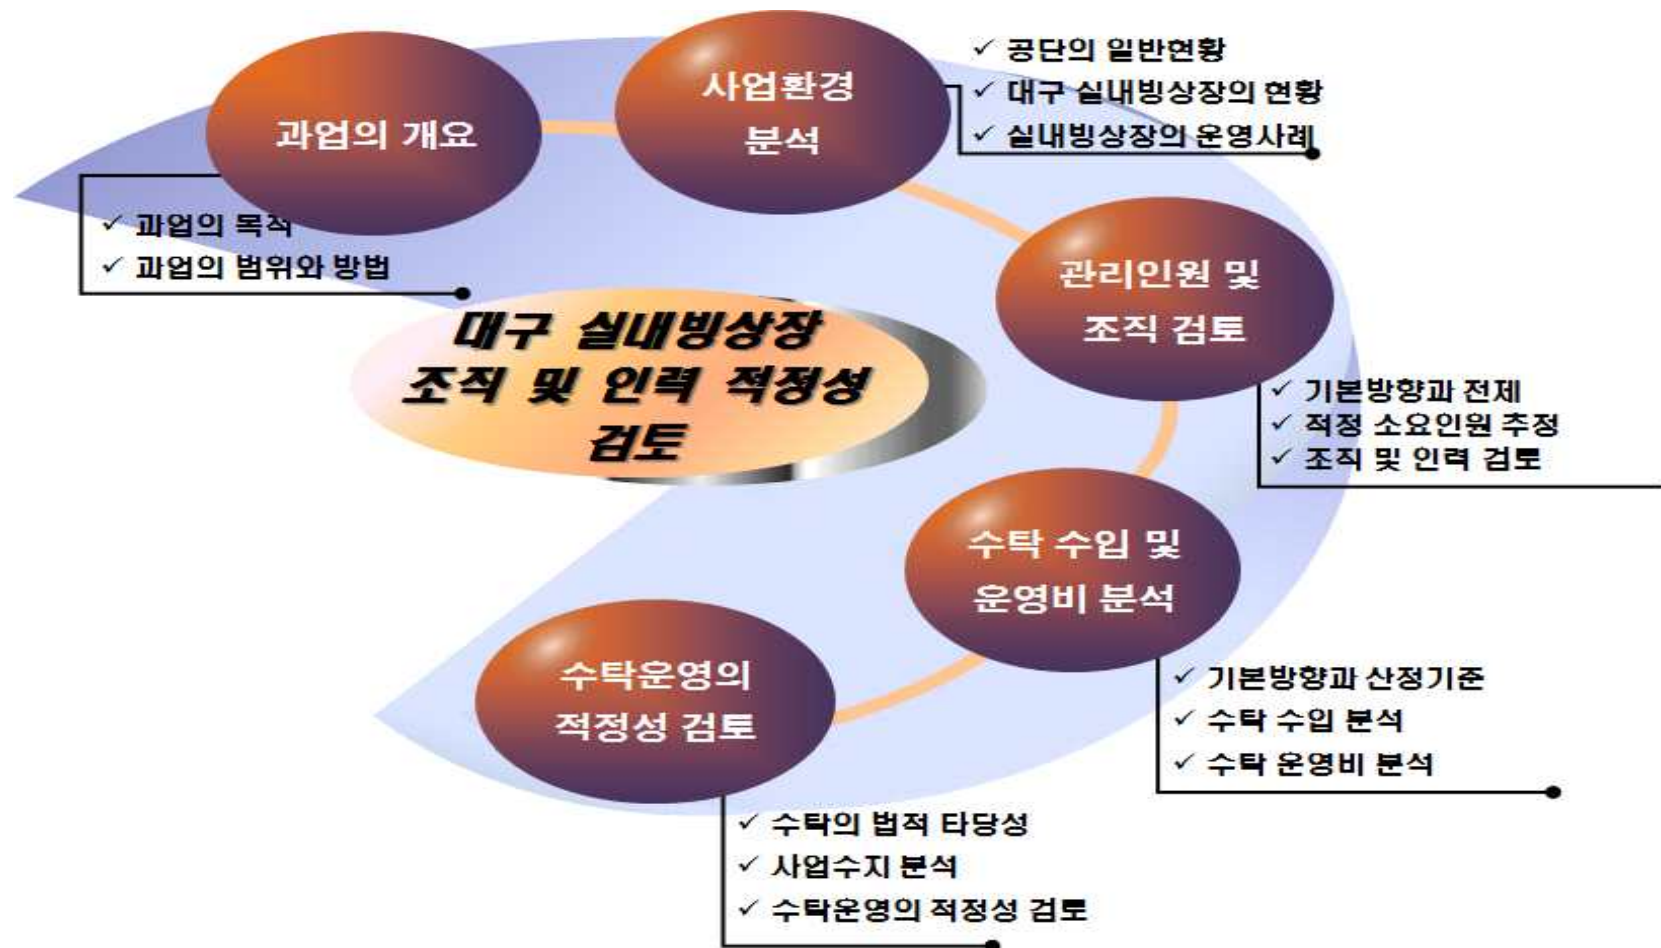 과업의 개요
✓ 과업의 목적
✓ 과업의 범위와 방법
사업환경
분석
✓ 공단의 일반현황
✓ 대구 실내빙상장의 현황
✓ 실내빙상장의 운영사례
관리인원 및
조직 검토
✓ 기본방향과 전제
✓ 적정 소요인원 추정
✓ 조직 및 인력 검토
대구 실내빙상장
조직 및 인력 적정성
검토
수탁 수입 및
운영비 분석
✓ 기본방향과 산정기준
✓ 수탁 수입 분석
✓ 수탁 운영비 분석
수탁운영의
적정성 검토
✓ 수탁의 법적 타당성
✓ 사업수지 분석
✓ 수탁운영의 적정성 검토